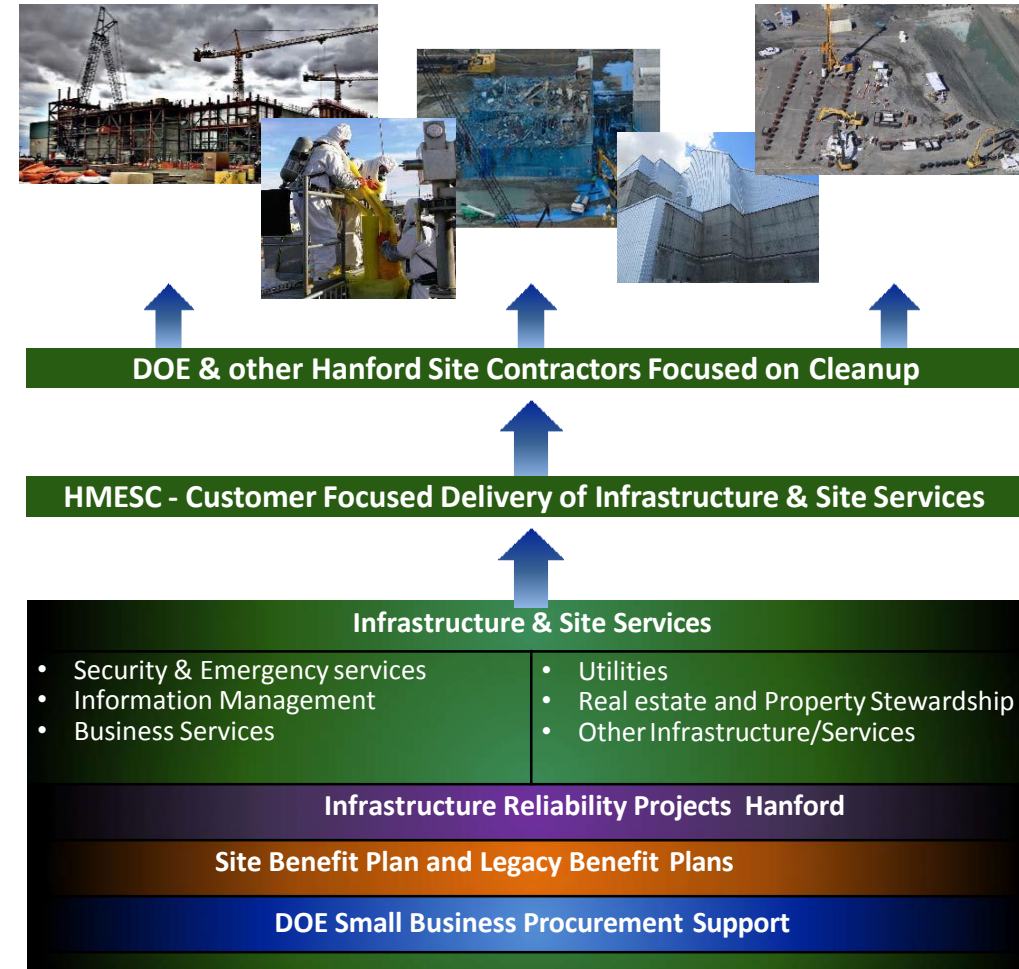 DOE & other Hanford Site Contractors Focused on Cleanup
HMESC - Customer Focused Delivery of Infrastructure & Site Services
Infrastructure & Site Services
• Security & Emergency services
• Information Management
• Business Services
• Utilities
• Real estate and Property Stewardship
• Other Infrastructure/Services
Infrastructure Reliability Projects Hanford
Site Benefit Plan and Legacy Benefit Plans
DOE Small Business Procurement Support